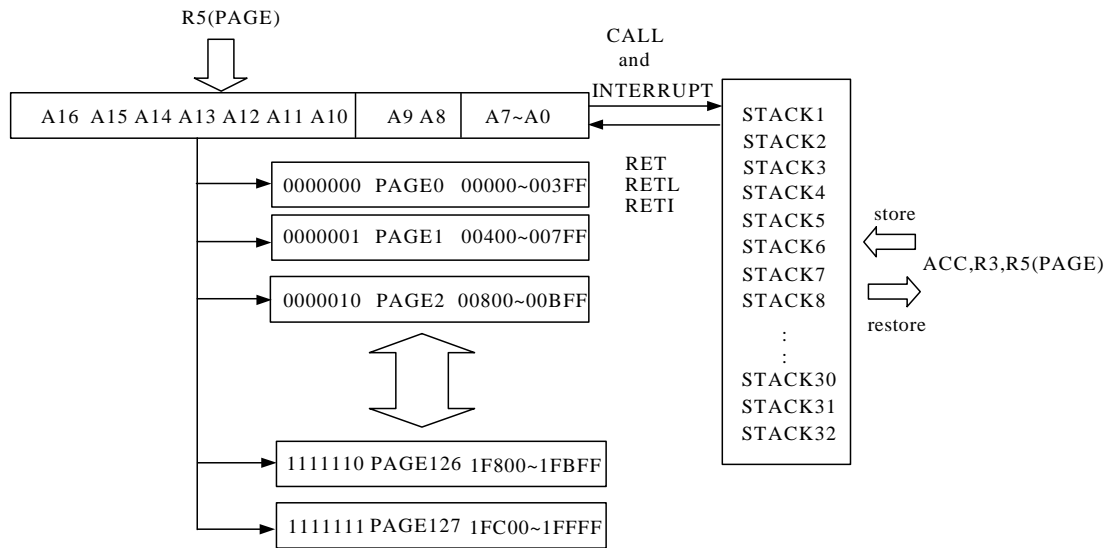 R5(PAGE)
CALL
and
INTERRUPT
A16 A15 A14 A13 A12 A11 A10 A9 A8 A7~A0
RET
RETL
RETI
0000000 PAGE0 00000~003FF
0000001 PAGE1 00400~007FF
0000010 PAGE2 00800~00BFF
1111110 PAGE126 1F800~1FBFF
1111111 PAGE127 1FC00~1FFFF
STACK1
STACK2
STACK3
STACK4
STACK5
STACK6
STACK7
STACK8
:
:
STACK30
STACK31
STACK32
store
ACC,R3,R5(PAGE)
restore